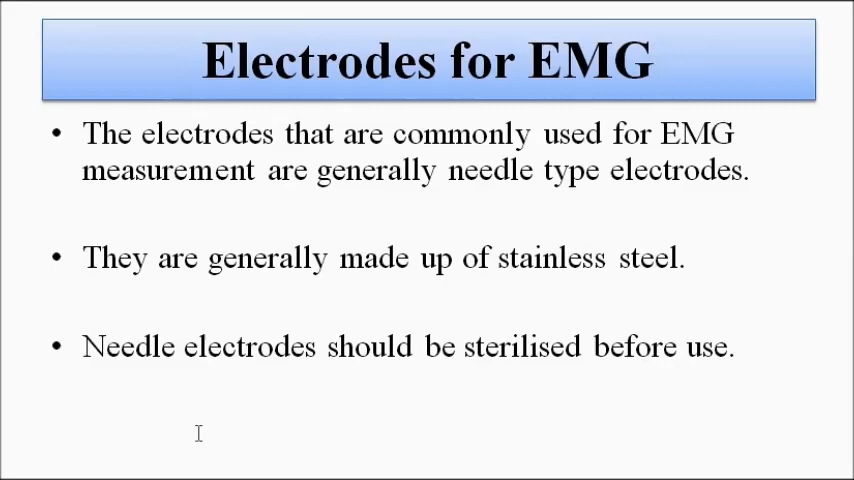 Electrodes for EMG
• The electrodes that are commonly used for EMG
measurement are generally needle type electrodes.
• They are generally made up of stainless steel.
• Needle electrodes should be sterilised before use.